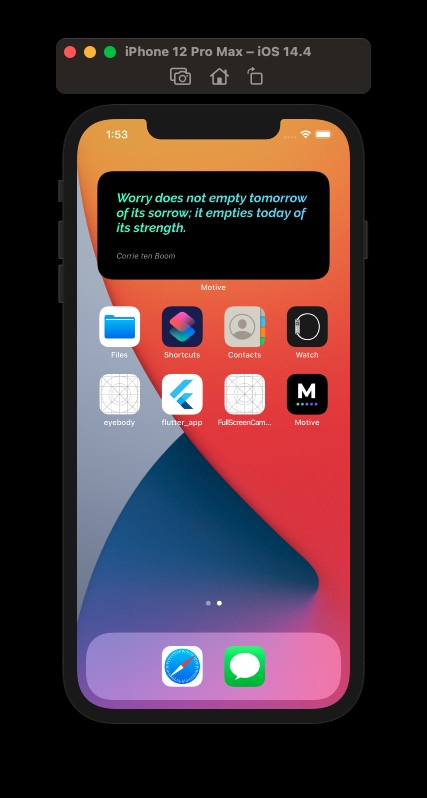 iPhone 12 Pro Max – iOS 14.4
1:53
Worry does not empty tomorrow
of its sorrow; it empties today of
its strength.
Corrie ten Boom
Motive
Files
Shortcuts
Contacts
Watch
M
eyebody
flutter_app
FullScreenCam...
Motive